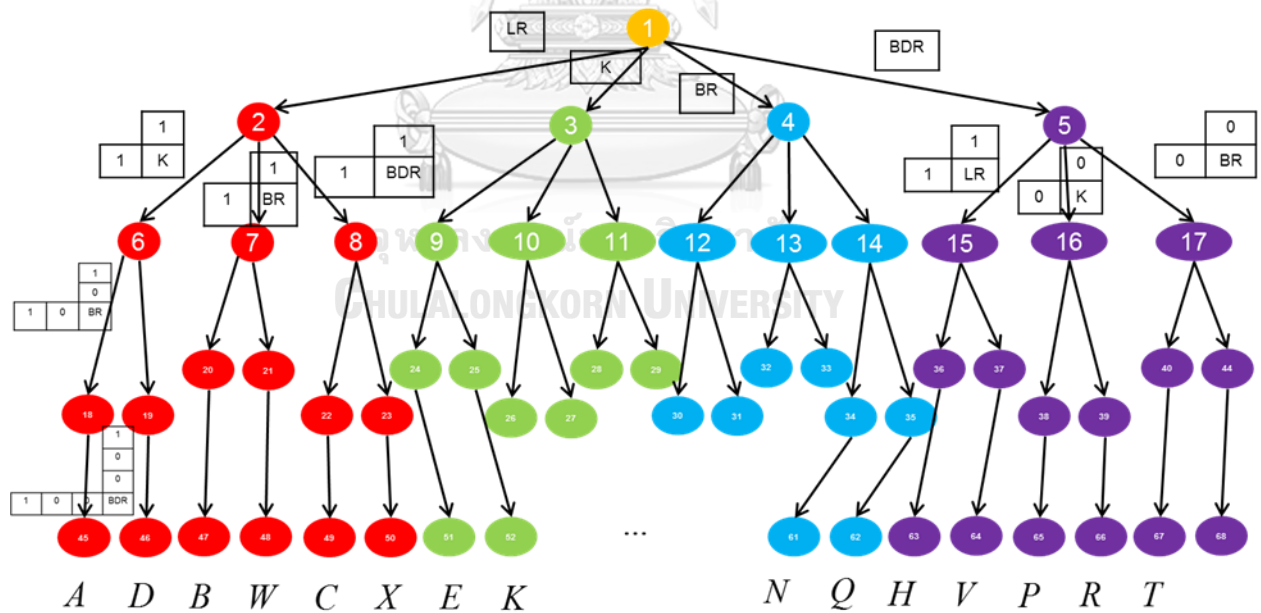 LR
1
BDR
K
BR
2
3
4
5
1
1 K
1
1 BR
1
1 BDR
1
1 LR
0
0 K
0
0 BR
6 7 8 9 10 11 12 13 14 15 16 17
CHULALONGKORN UNIVERSITY
1
0
1 0 BR
20 21 24 25 28 29 32 33 36 37 40 44
18 19 22 23 26 27 30 31 34 35 38 39
1
0
0
1 0 0 BDR
45 46 47 48 49 50 51 52 ... 61 62 63 64 65 66 67 68
A D B W C X E K N Q H V P R T